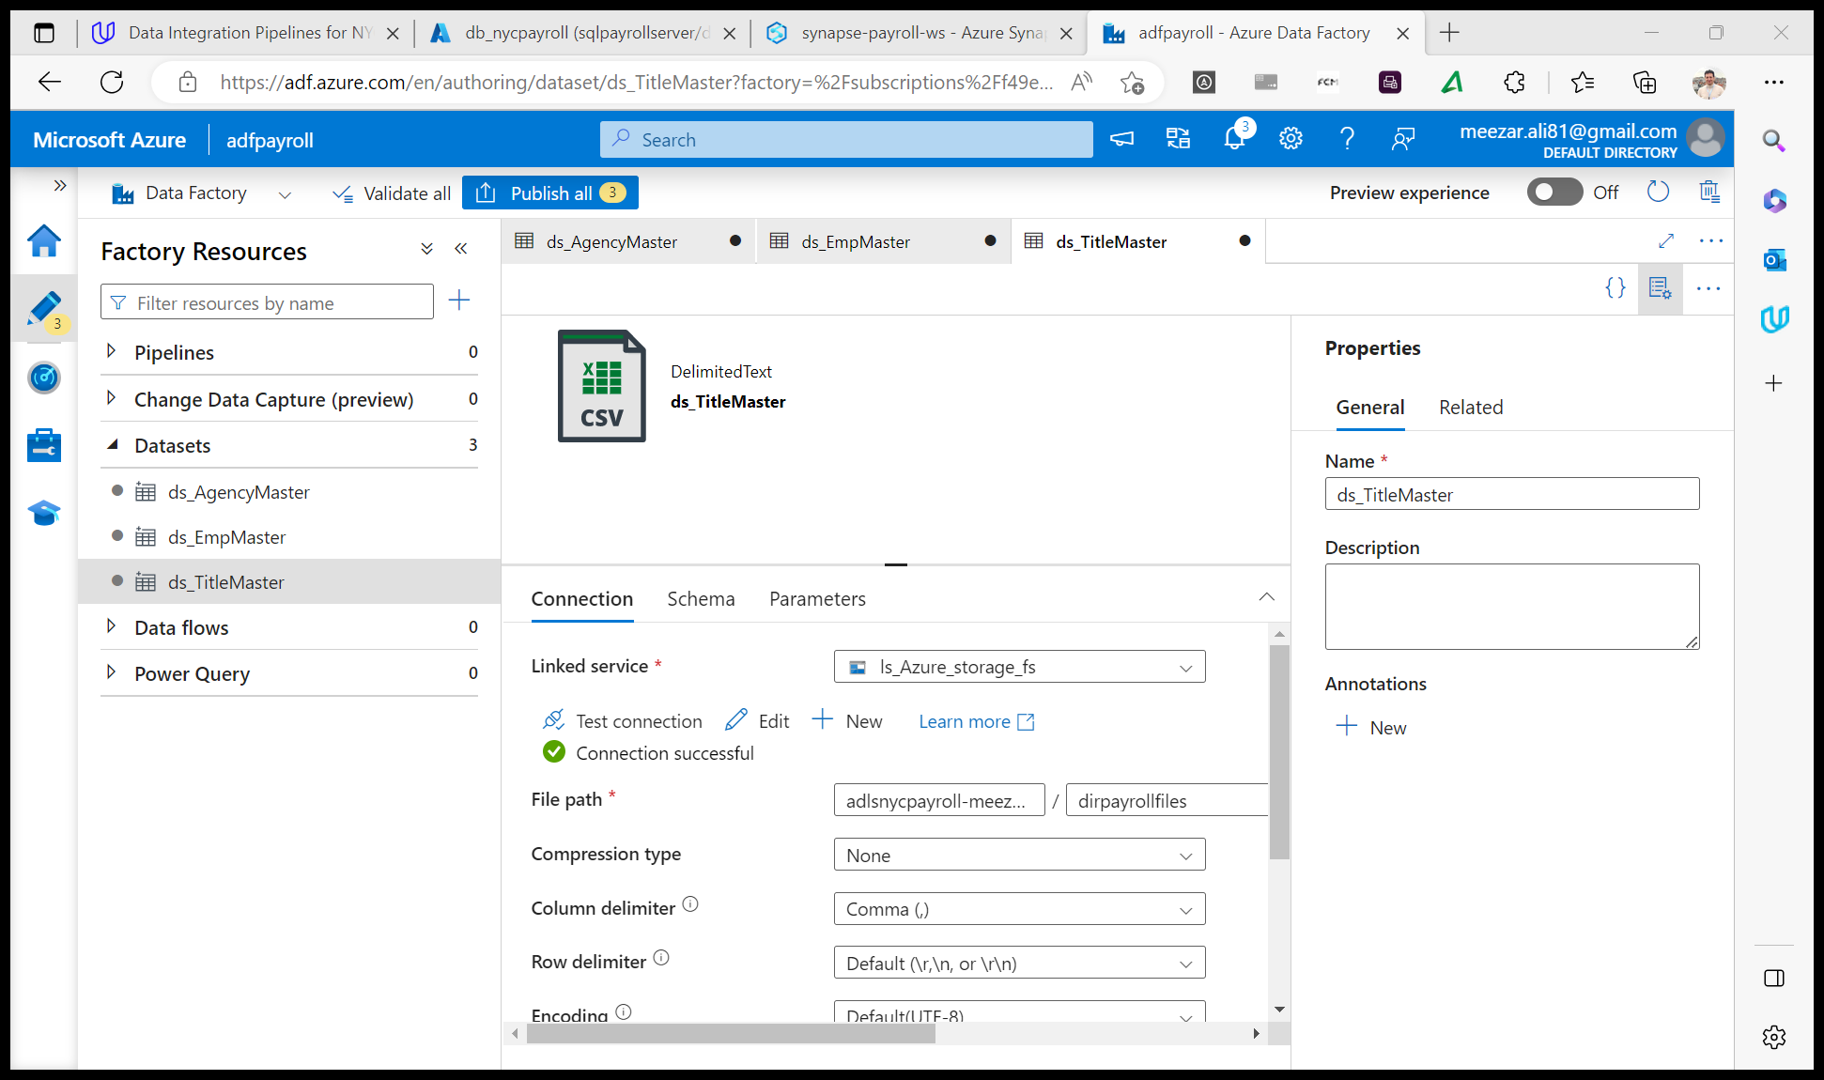 Data Integration Pipelines for NY
db_nycpayroll (sqlpayrollserver/d
synapse-payroll-ws - Azure Syna
adfpayroll - Azure Data Factory
https://adf.azure.com/en/authoring/dataset/ds_TitleMaster?factory=%2Fsubscriptions%2Ff49e...
FCM
Microsoft Azure
adfpayroll
Search
3
meezar.ali81@gmail.com
DEFAULT DIRECTORY
Data Factory
Validate all
Publish all 3
Preview experience
Off
Factory Resources
Filter resources by name
3
Pipelines 0
Change Data Capture (preview) 0
Datasets 3
ds_AgencyMaster
ds_EmpMaster
ds_TitleMaster
Data flows 0
Power Query 0
ds_AgencyMaster
ds_EmpMaster
ds_TitleMaster
CSV
DelimitedText
ds_TitleMaster
Connection
Schema
Parameters
Linked service *
ls_Azure_storage_fs
Test connection
Edit
New
Learn more
Connection successful
File path *
adlsnycpayroll-meez...
/
dirpayrollfiles
Compression type
None
Column delimiter
Comma (,)
Row delimiter
Default (\r,\n, or \r\n)
Encoding
Default(UTF-8)
Properties
General
Related
Name *
ds_TitleMaster
Description
Annotations
New